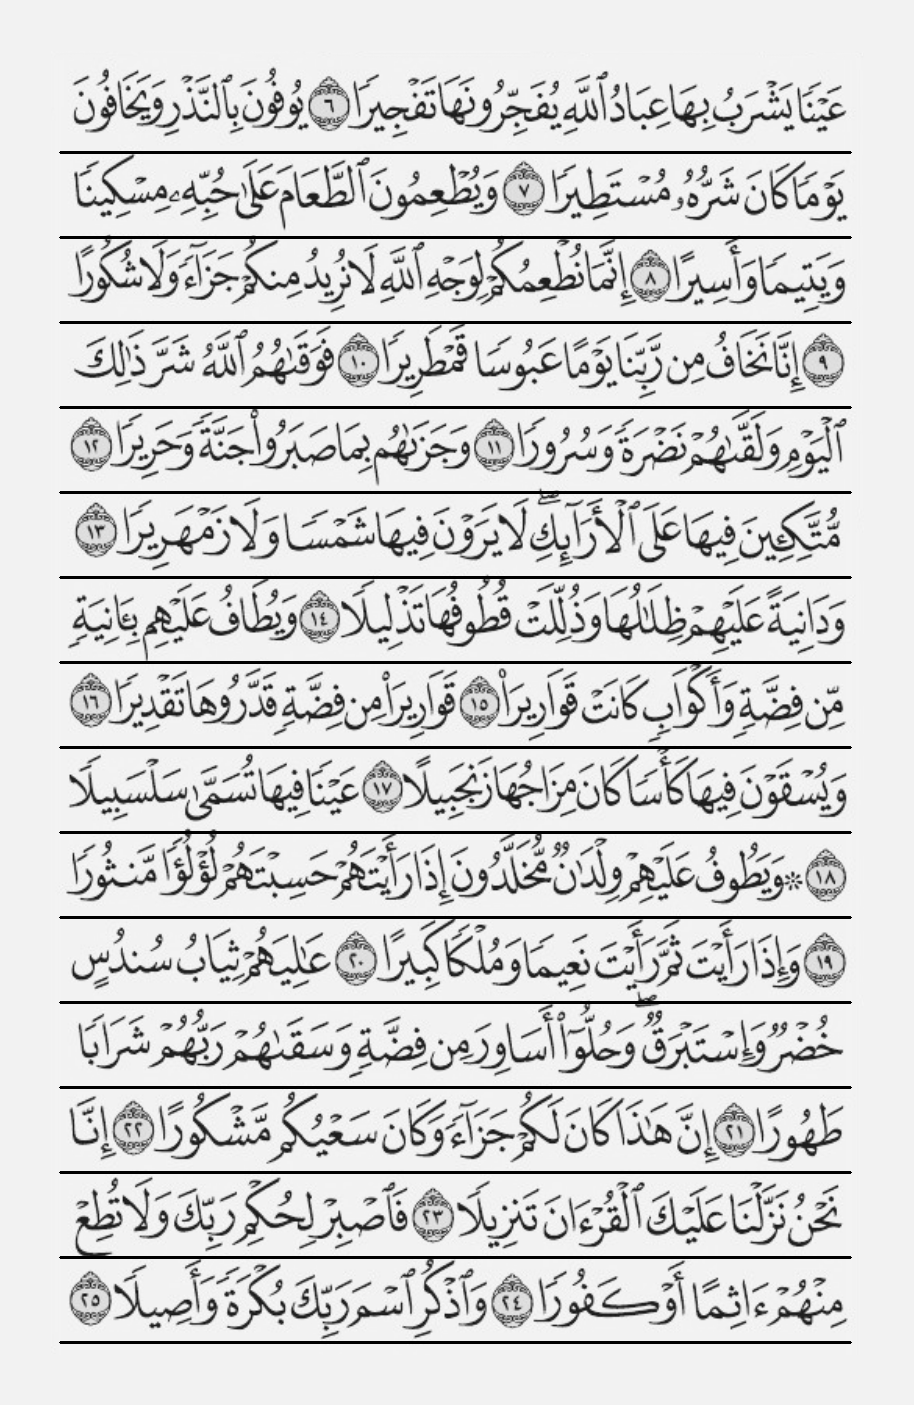 عَيۡنٗا يَشۡرَبُ بِهَا عِبَادُ ٱللَّهِ يُفَجِّرُونَهَا تَفۡجِيرٗا ٦ يُوفُونَ بِٱلنَّذۡرِ وَيَخَافُونَ
يَوۡمٗا كَانَ شَرُّهُۥ مُسۡتَطِيرٗا ٧ وَيُطۡعِمُونَ ٱلطَّعَامَ عَلَىٰ حُبِّهِۦ مِسۡكِينٗا
وَيَتِيمٗا وَأَسِيرًا ٨ إِنَّمَا نُطۡعِمُكُمۡ لِوَجۡهِ ٱللَّهِ لَا نُرِيدُ مِنكُمۡ جَزَآءٗ وَلَا شُكُورًا
٩ إِنَّا نَخَافُ مِن رَّبِّنَا يَوۡمًا عَبُوسٗا قَمۡطَرِيرٗا ١٠ فَوَقَىٰهُمُ ٱللَّهُ شَرَّ ذَٰلِكَ
ٱلۡيَوۡمِ وَلَقَّىٰهُمۡ نَضۡرَةٗ وَسُرُورٗا ١١ وَجَزَىٰهُم بِمَا صَبَرُواْ جَنَّةٗ وَحَرِيرٗا ١٢
مُّتَّكِـِٔينَ فِيهَا عَلَى ٱلۡأَرَآئِكِۖ لَا يَرَوۡنَ فِيهَا شَمۡسٗا وَلَا زَمۡهَرِيرٗا ١٣
وَدَانِيَةً عَلَيۡهِمۡ ظِلَٰلُهَا وَذُلِّلَتۡ قُطُوفُهَا تَذۡلِيلٗا ١٤ وَيُطَافُ عَلَيۡهِم بِـَٔانِيَةٖ
مِّن فِضَّةٖ وَأَكۡوَابٖ كَانَتۡ قَوَارِيرَا۠ ١٥ قَوَارِيرَاْ مِن فِضَّةٖ قَدَّرُوهَا تَقۡدِيرٗا ١٦
وَيُسۡقَوۡنَ فِيهَا كَأۡسٗا كَانَ مِزَاجُهَا زَنجَبِيلًا ١٧ عَيۡنٗا فِيهَا تُسَمَّىٰ سَلۡسَبِيلٗا
١٨ ۞وَيَطُوفُ عَلَيۡهِمۡ وِلۡدَٰنٞ مُّخَلَّدُونَ إِذَا رَأَيۡتَهُمۡ حَسِبۡتَهُمۡ لُؤۡلُؤٗا مَّنثُورٗا
١٩ وَإِذَا رَأَيۡتَ ثَمَّ رَأَيۡتَ نَعِيمٗا وَمُلۡكٗا كَبِيرًا ٢٠ عَٰلِيَهُمۡ ثِيَابُ سُندُسٍ
خُضۡرٞ وَإِسۡتَبۡرَقٞۖ وَحُلُّوٓاْ أَسَاوِرَ مِن فِضَّةٖ وَسَقَىٰهُمۡ رَبُّهُمۡ شَرَابٗا
طَهُورًا ٢١ إِنَّ هَٰذَا كَانَ لَكُمۡ جَزَآءٗ وَكَانَ سَعۡيُكُم مَّشۡكُورًا ٢٢ إِنَّا
نَحۡنُ نَزَّلۡنَا عَلَيۡكَ ٱلۡقُرۡءَانَ تَنزِيلٗا ٢٣ فَٱصۡبِرۡ لِحُكۡمِ رَبِّكَ وَلَا تُطِعۡ
مِنۡهُمۡ ءَاثِمًا أَوۡ كَفُورٗا ٢٤ وَٱذۡكُرِ ٱسۡمَ رَبِّكَ بُكۡرَةٗ وَأَصِيلٗا ٢٥